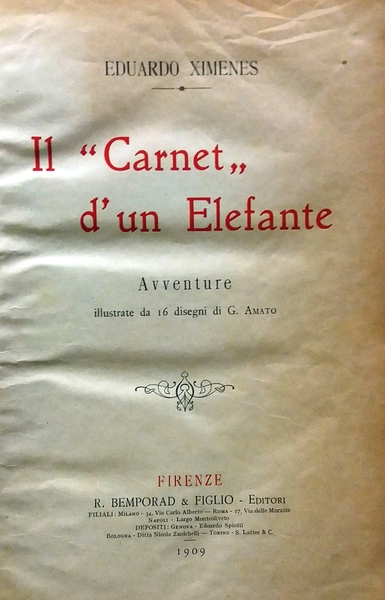 EDUARDO XIMENES
Il “Carnet„
d'un Elefante
Avventure
illustrate da 16 disegni di G. AMATO
FIRENZE
R. BEMPORAD & FIGLIO - EDITORI
FILIALI: MILANO - 34, Via Carlo Alberto — ROMA - 17, Via delle Muratte
NAPOLI - Largo Monteoliveto
DEPOSITI: GENOVA - Edoardo Spiotti
BOLOGNA - Ditta Nicola Zanichelli — TORINO - S. Lattes & C.
1909